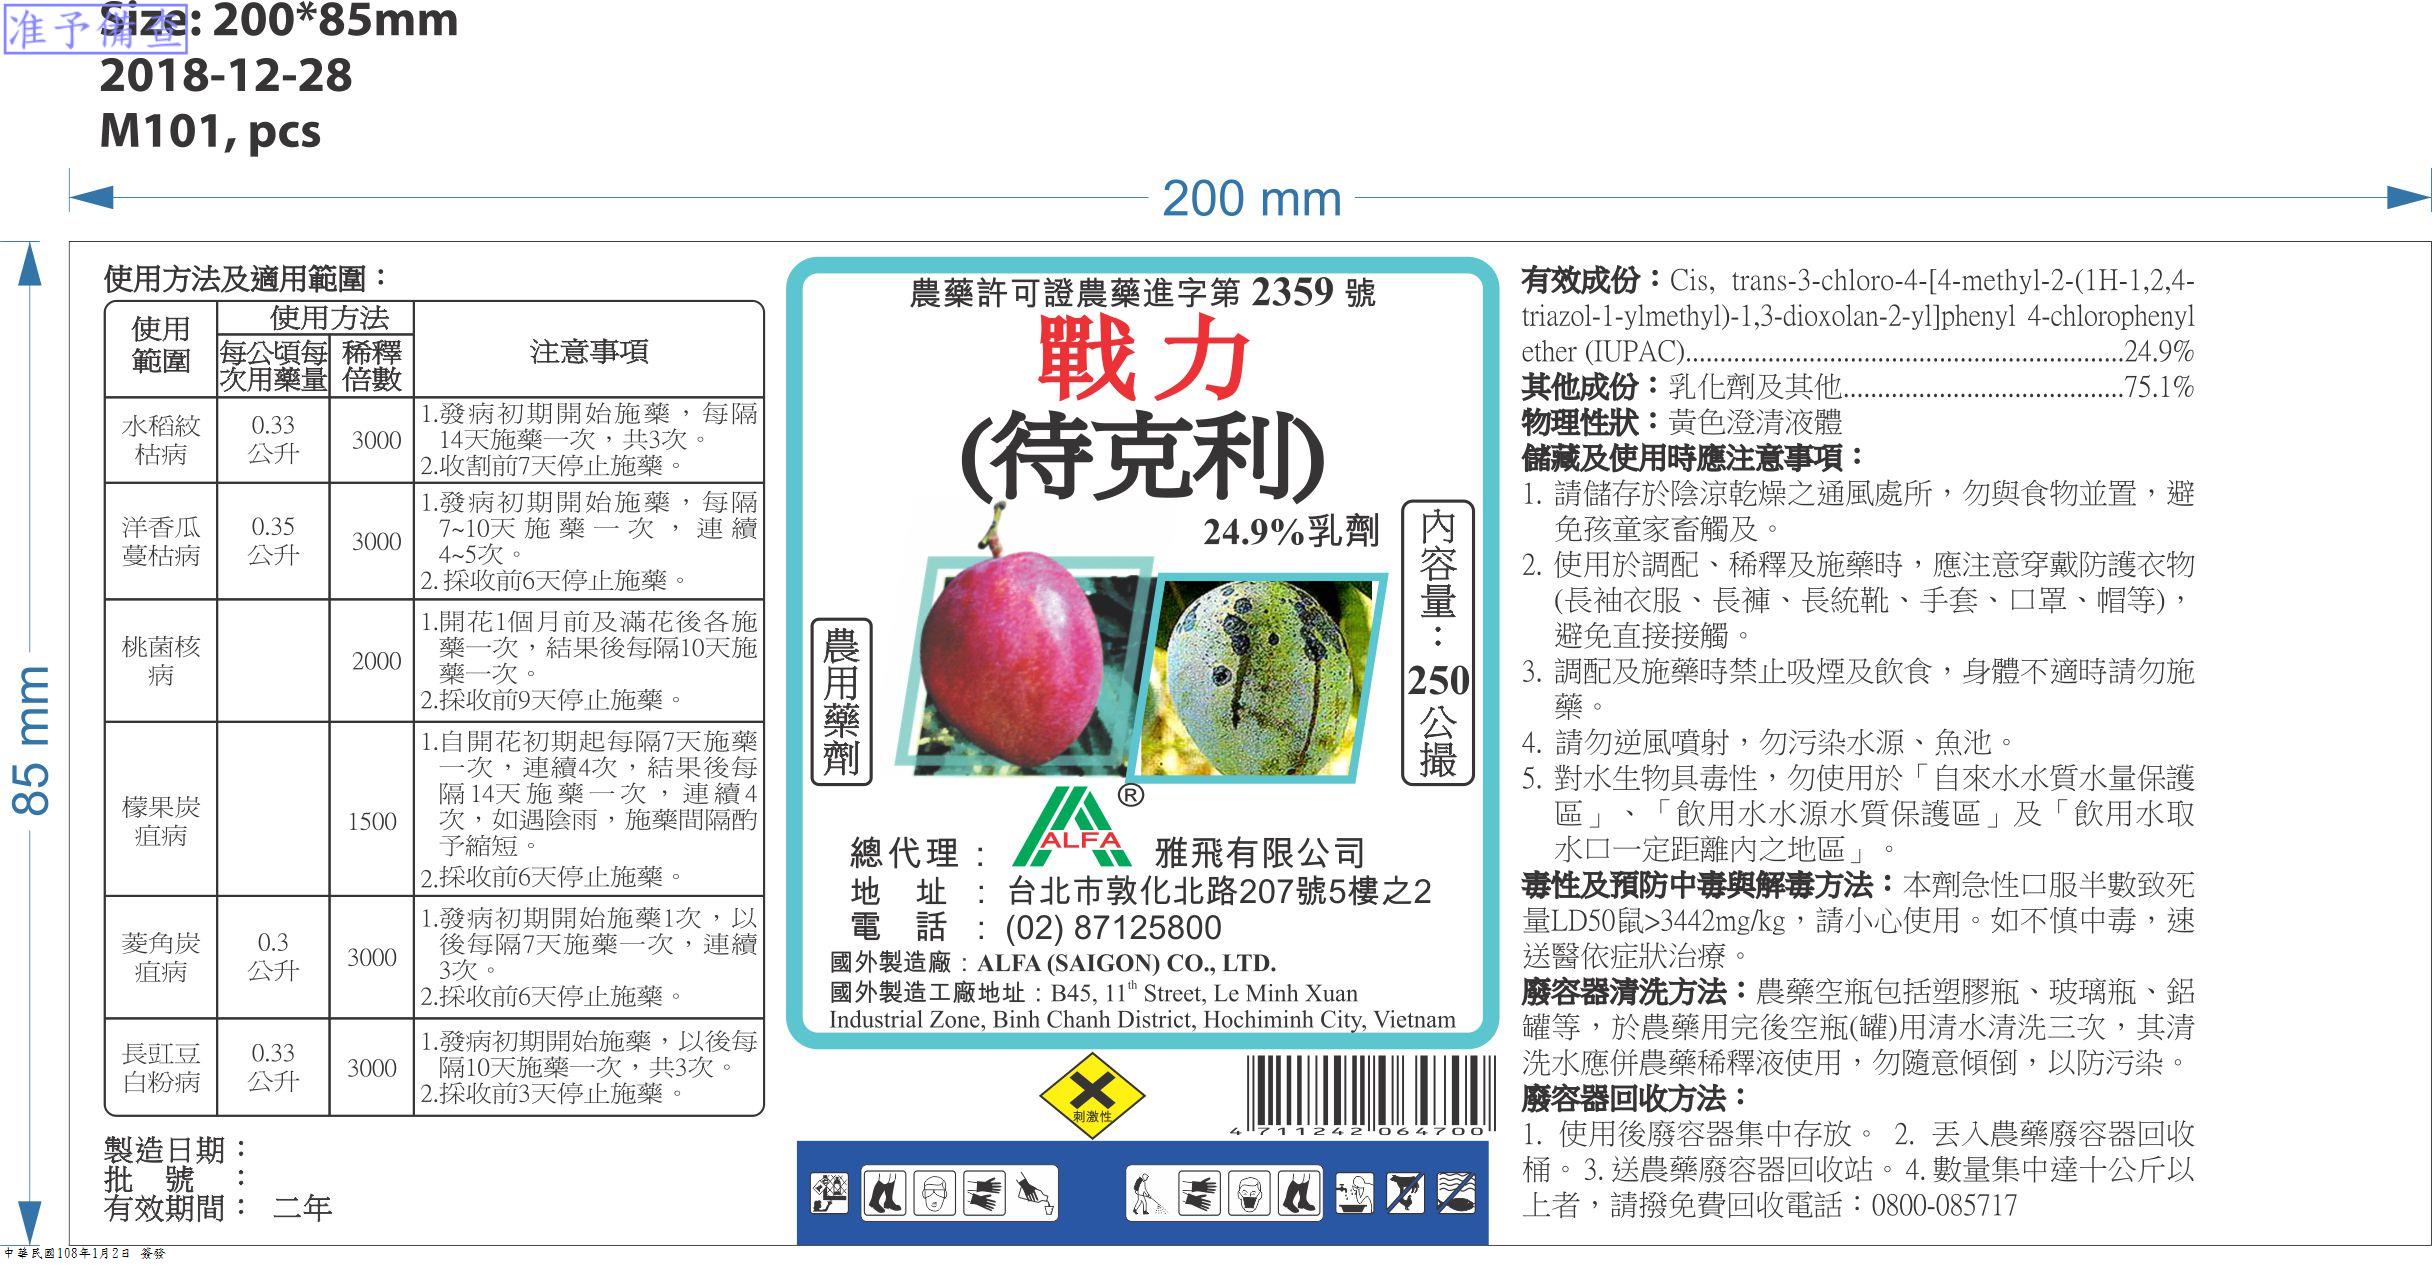 准予備查
Size: 200*85mm
2018-12-28
M101, pcs
200 mm
85 mm
使用方法及適用範圍：
使用範圍
使用方法
每公頃每次用藥量
稀釋倍數
注意事項
水稻紋枯病
0.33公升
3000
1.發病初期開始施藥，每隔
14天施藥一次，共3次。
2.收割前7天停止施藥。
洋香瓜蔓枯病
0.35公升
3000
1.發病初期開始施藥，每隔
7~10天施藥一次，連續
4~5次。
2.採收前6天停止施藥。
桃菌核病
2000
1.開花1個月前及滿花後各施
藥一次，結果後每隔10天施
藥一次。
2.採收前9天停止施藥。
檬果炭疽病
1500
1.自開花初期起每隔7天施藥
一次，連續4次，結果後每
隔14天施藥一次，連續4
次，如遇陰雨，施藥間隔酌
予縮短。
2.採收前6天停止施藥。
菱角炭疽病
0.3公升
3000
1.發病初期開始施藥1次，以
後每隔7天施藥一次，連續
3次。
2.採收前6天停止施藥。
長豇豆白粉病
0.33公升
3000
1.發病初期開始施藥，以後每
隔10天施藥一次，共3次。
2.採收前3天停止施藥。
製造日期：
批　號　：
有效期間：　二年
農藥許可證農藥進字第 2359 號
戰力
(待克利)
24.9%乳劑
農用藥劑
內容量：250公撮
ALFA ®
總代理：雅飛有限公司
地　址　：台北市敦化北路207號5樓之2
電　話　：(02) 87125800
國外製造廠：ALFA (SAIGON) CO., LTD.
國外製造工廠地址：B45, 11th Street, Le Minh Xuan
Industrial Zone, Binh Chanh District, Hochiminh City, Vietnam
刺激性
4 711242 064700
有效成份：Cis, trans-3-chloro-4-[4-methyl-2-(1H-1,2,4-
triazol-1-ylmethyl)-1,3-dioxolan-2-yl]phenyl 4-chlorophenyl
ether (IUPAC)................................................................24.9%
其他成份：乳化劑及其他.........................................75.1%
物理性狀：黃色澄清液體
儲藏及使用時應注意事項：
1. 請儲存於陰涼乾燥之通風處所，勿與食物並置，避
免孩童家畜觸及。
2. 使用於調配、稀釋及施藥時，應注意穿戴防護衣物
(長袖衣服、長褲、長統靴、手套、口罩、帽等)，
避免直接接觸。
3. 調配及施藥時禁止吸煙及飲食，身體不適時請勿施
藥。
4. 請勿逆風噴射，勿污染水源、魚池。
5. 對水生物具毒性，勿使用於「自來水水質水量保護
區」、「飲用水水源水質保護區」及「飲用水取
水口一定距離內之地區」。
毒性及預防中毒與解毒方法：本劑急性口服半數致死
量LD50鼠>3442mg/kg，請小心使用。如不慎中毒，速
送醫依症狀治療。
廢容器清洗方法：農藥空瓶包括塑膠瓶、玻璃瓶、鋁
罐等，於農藥用完後空瓶(罐)用清水清洗三次，其清
洗水應併農藥稀釋液使用，勿隨意傾倒，以防污染。
廢容器回收方法：
1. 使用後廢容器集中存放。 2. 丟入農藥廢容器回收
桶。3. 送農藥廢容器回收站。4. 數量集中達十公斤以
上者，請撥免費回收電話：0800-085717
中華民國108年1月2日 簽發